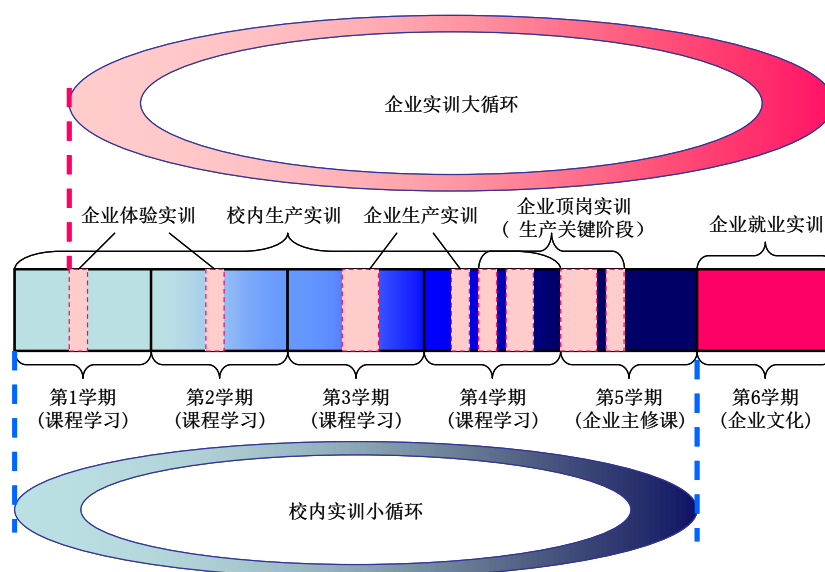 企业实训大循环
企业体验实训
校内生产实训
企业生产实训
企业顶岗实训
（ 生产关键阶段）
企业就业实训
第1学期
(课程学习)
第2学期
(课程学习)
第3学期
(课程学习)
第4学期
(课程学习)
第5学期
(企业主修课)
第6学期
(企业文化)
校内实训小循环